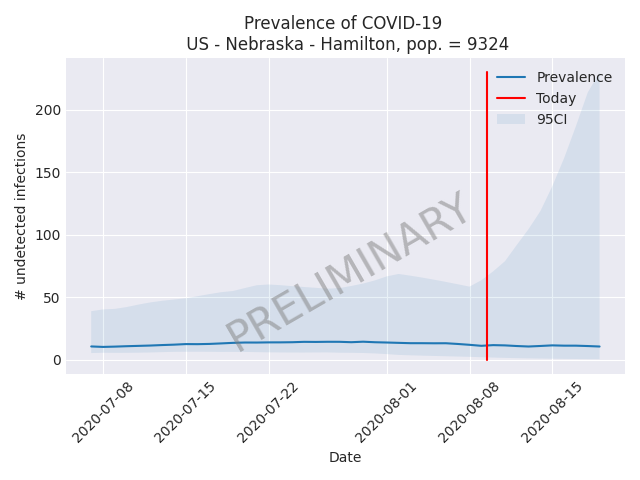 Prevalence of COVID-19
US - Nebraska - Hamilton, pop. = 9324
Prevalence
Today
95CI
200
150
100
50
0
# undetected infections
PRELIMINARY
2020-07-08
2020-07-15
2020-07-22
2020-08-01
2020-08-08
2020-08-15
Date